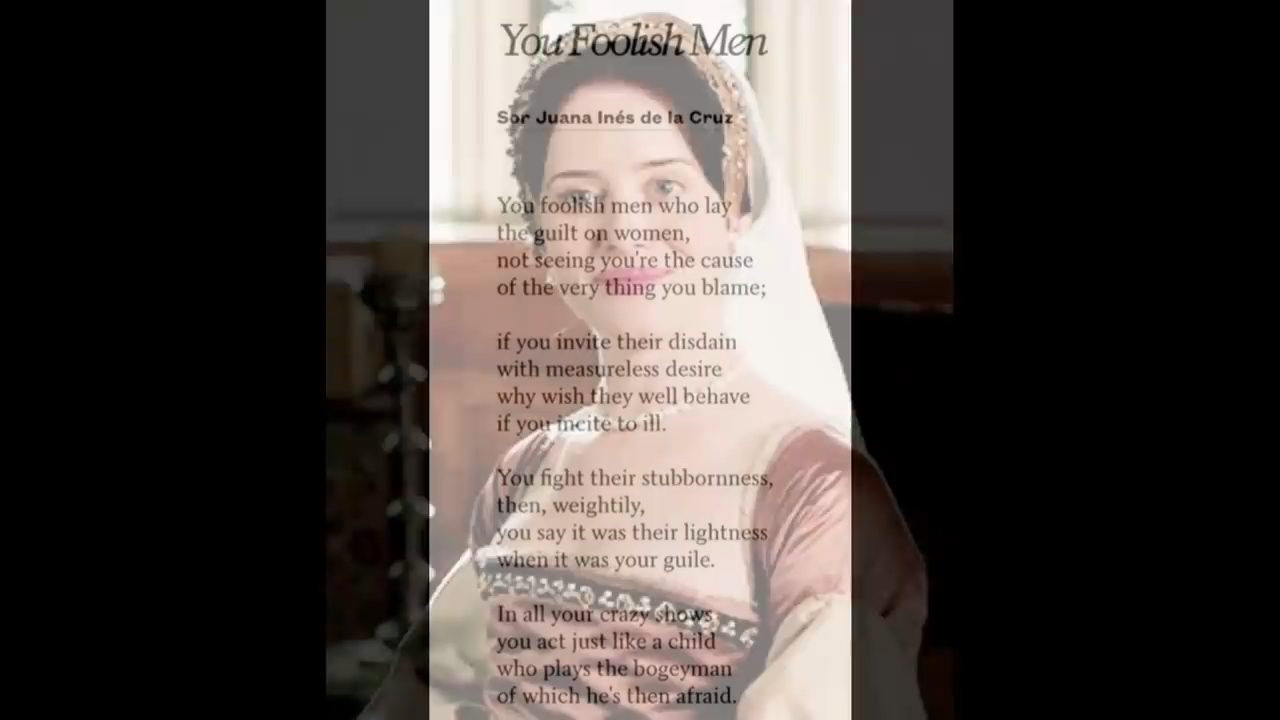 You Foolish Men
Sor Juana Inés de la Cruz
You foolish men who lay
the guilt on women,
not seeing you're the cause
of the very thing you blame;
if you invite their disdain
with measureless desire
why wish they well behave
if you incite to ill.
You fight their stubbornness,
then, weightily,
you say it was their lightness
when it was your guile.
In all your crazy shows
you act just like a child
who plays the bogeyman
of which he's then afraid.